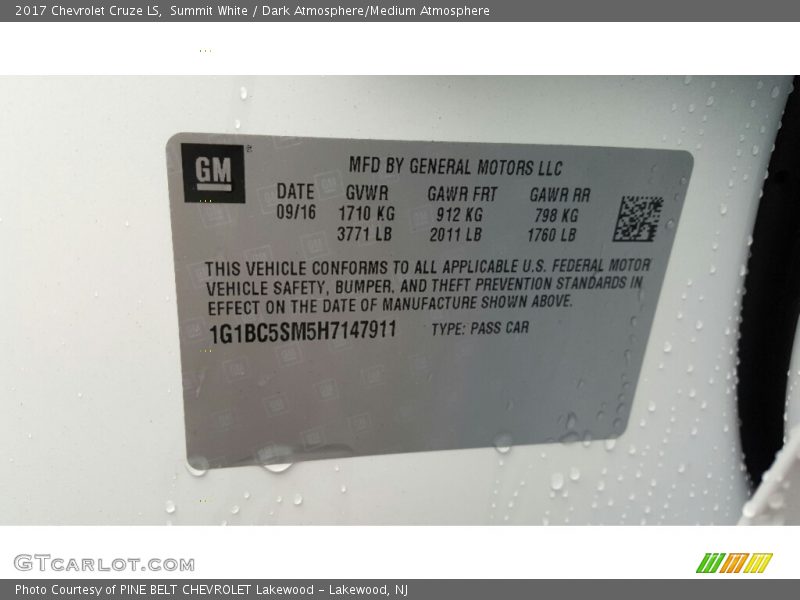 2017 Chevrolet Cruze LS, Summit White / Dark Atmosphere/Medium Atmosphere
GM
MFD BY GENERAL MOTORS LLC
DATE GVWR GAWR FRT GAWR RR
09/16 1710 KG 912 KG 798 KG
3771 LB 2011 LB 1760 LB
THIS VEHICLE CONFORMS TO ALL APPLICABLE U.S. FEDERAL MOTOR
VEHICLE SAFETY, BUMPER, AND THEFT PREVENTION STANDARDS IN
EFFECT ON THE DATE OF MANUFACTURE SHOWN ABOVE.
1G1BC5SM5H7147911 TYPE: PASS CAR
GTCARLOT.COM
Photo Courtesy of PINE BELT CHEVROLET Lakewood - Lakewood, NJ